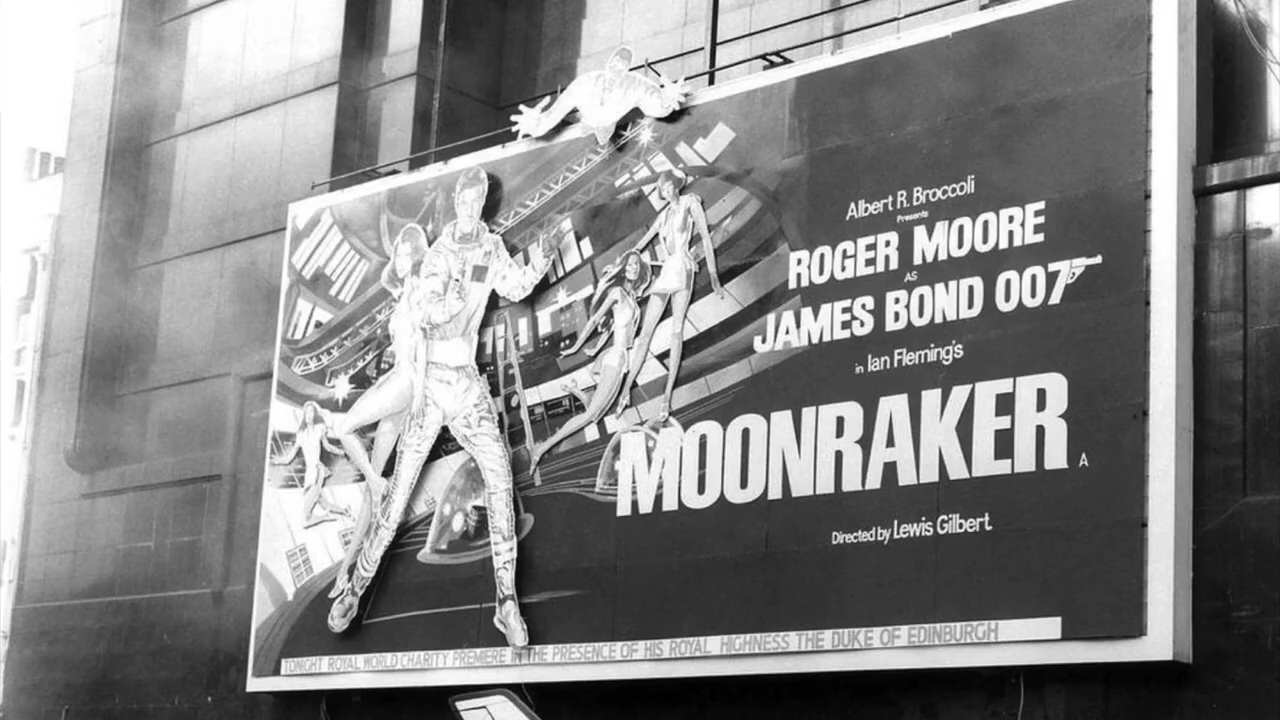 Albert R. Broccoli
Presents
ROGER MOORE
AS
JAMES BOND 007
in Ian Fleming's
MOONRAKER
A
Directed by Lewis Gilbert
TONIGHT ROYAL WORLD CHARITY PREMIERE IN THE PRESENCE OF HIS ROYAL HIGHNESS THE DUKE OF EDINBURGH